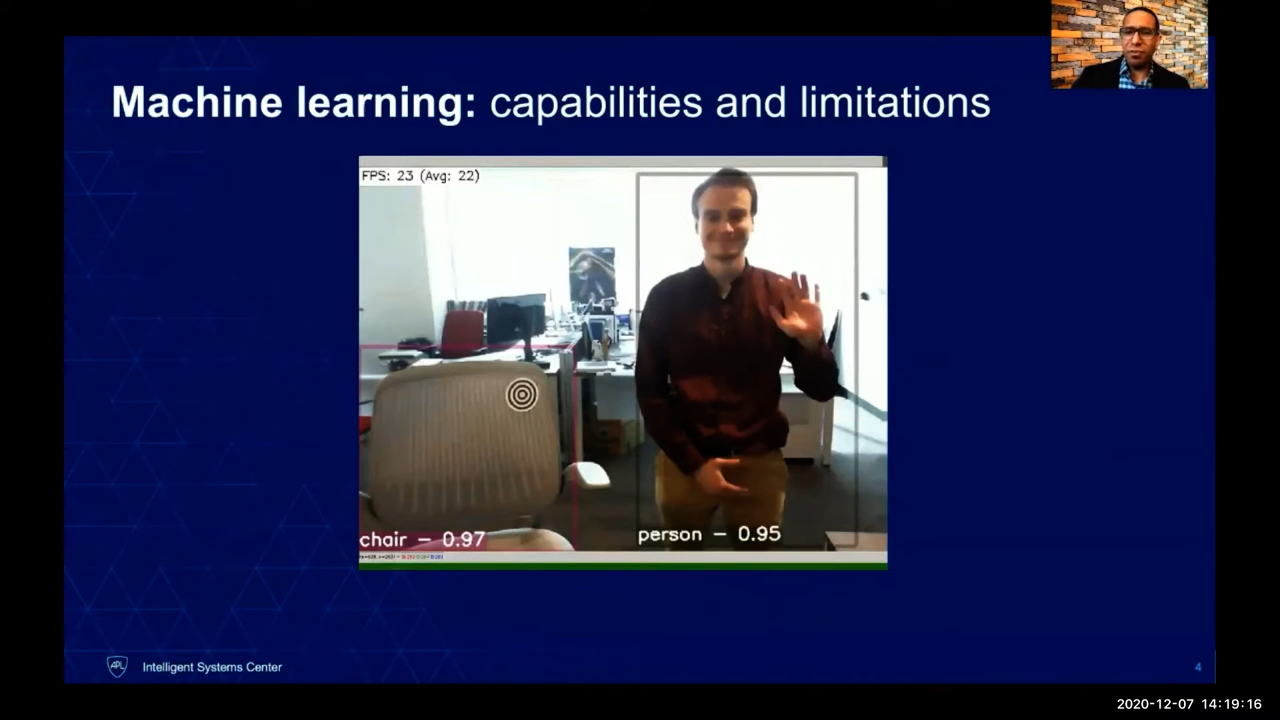 Machine learning: capabilities and limitations
FPS: 23 (Avg: 22)
chair - 0.97
person - 0.95
APL Intelligent Systems Center
4
2020-12-07 14:19:16